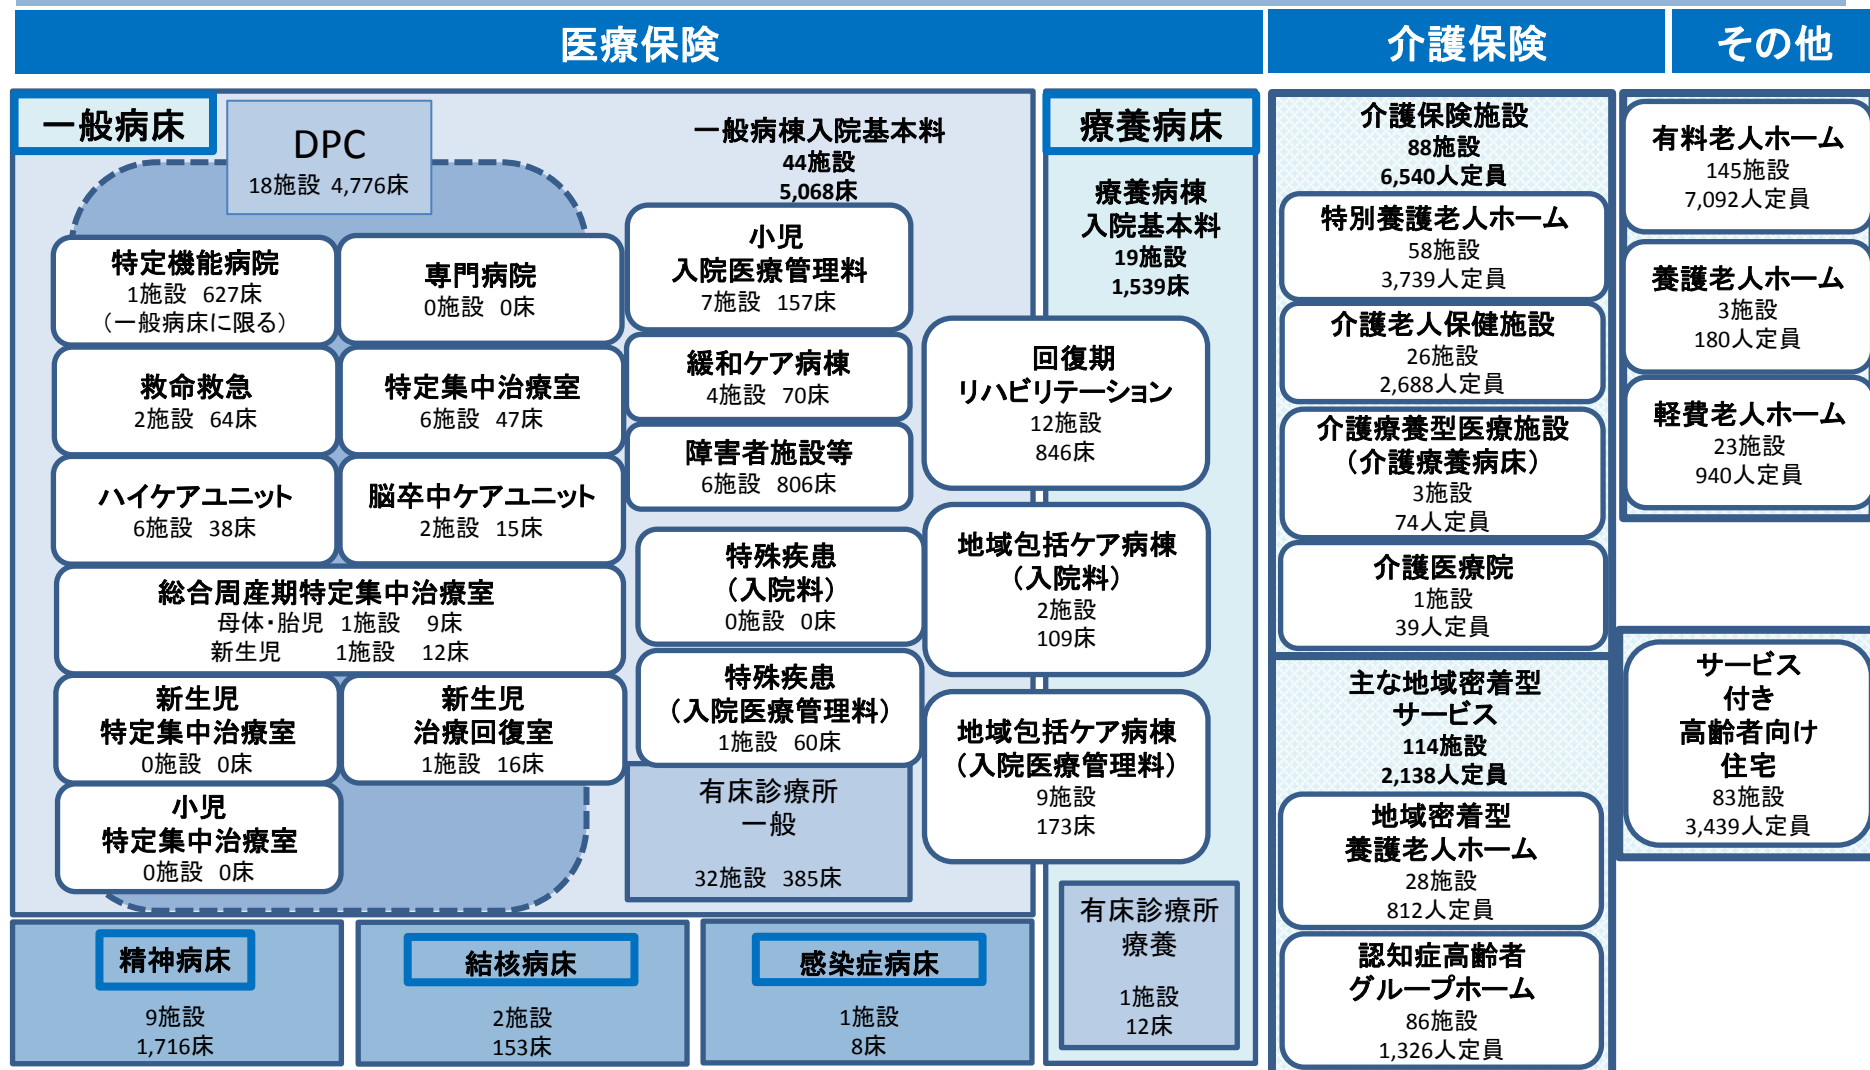 医療保険
介護保険
その他
一般病床
DPC
18施設 4,776床
一般病棟入院基本料
44施設
5,068床
特定機能病院
1施設 627床
（一般病床に限る）
専門病院
0施設 0床
救命救急
2施設 64床
特定集中治療室
6施設 47床
ハイケアユニット
6施設 38床
脳卒中ケアユニット
2施設 15床
総合周産期特定集中治療室
母体・胎児 1施設 9床
新生児 1施設 12床
新生児
特定集中治療室
0施設 0床
新生児
治療回復室
1施設 16床
小児
特定集中治療室
0施設 0床
小児
入院医療管理料
7施設 157床
緩和ケア病棟
4施設 70床
障害者施設等
6施設 806床
特殊疾患
（入院料）
0施設 0床
特殊疾患
（入院医療管理料）
1施設 60床
有床診療所
一般
32施設 385床
療養病床
療養病棟
入院基本料
19施設
1,539床
回復期
リハビリテーション
12施設
846床
地域包括ケア病棟
（入院料）
2施設
109床
地域包括ケア病棟
（入院医療管理料）
9施設
173床
有床診療所
療養
1施設
12床
精神病床
9施設
1,716床
結核病床
2施設
153床
感染症病床
1施設
8床
介護保険施設
88施設
6,540人定員
特別養護老人ホーム
58施設
3,739人定員
介護老人保健施設
26施設
2,688人定員
介護療養型医療施設
（介護療養病床）
3施設
74人定員
介護医療院
1施設
39人定員
主な地域密着型
サービス
114施設
2,138人定員
地域密着型
養護老人ホーム
28施設
812人定員
認知症高齢者
グループホーム
86施設
1,326人定員
有料老人ホーム
145施設
7,092人定員
養護老人ホーム
3施設
180人定員
軽費老人ホーム
23施設
940人定員
サービス
付き
高齢者向け
住宅
83施設
3,439人定員